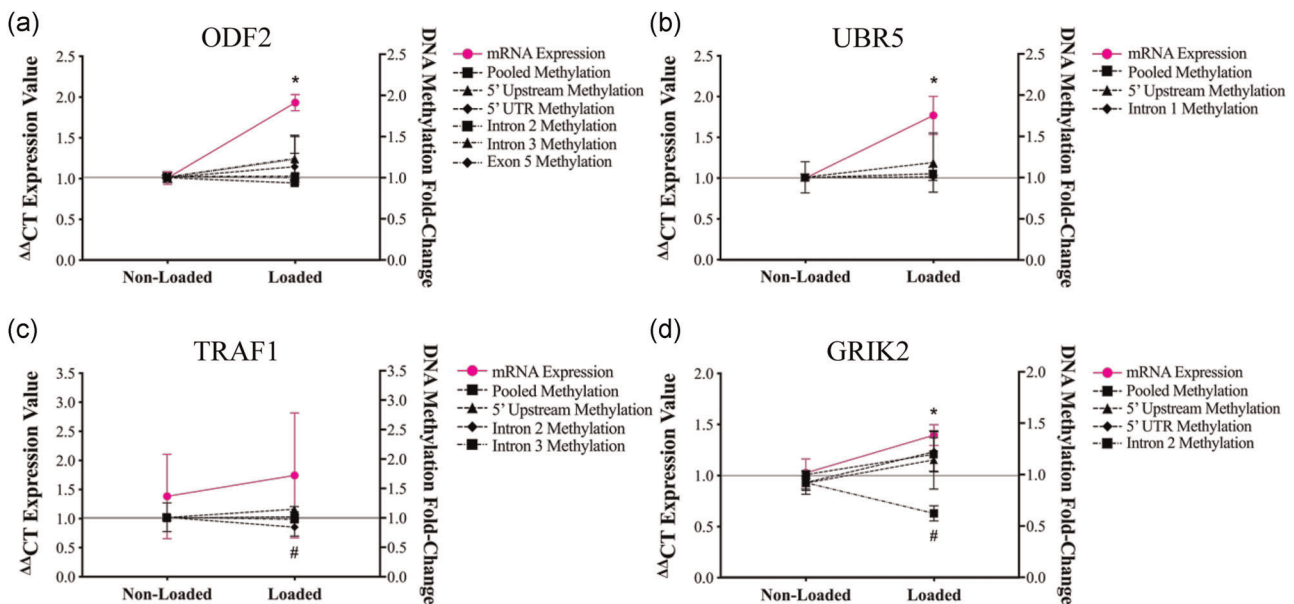 (a)
ODF2
ΔΔCT Expression Value
2.5
2.0
1.5
1.0
0.5
0.0
*
Non-Loaded
Loaded
2.5
2.0
1.5
1.0
0.5
0.0
DNA Methylation Fold-Change
mRNA Expression
Pooled Methylation
5' Upstream Methylation
5' UTR Methylation
Intron 2 Methylation
Intron 3 Methylation
Exon 5 Methylation
(b)
UBR5
ΔΔCT Expression Value
2.5
2.0
1.5
1.0
0.5
0.0
*
Non-Loaded
Loaded
2.5
2.0
1.5
1.0
0.5
0.0
DNA Methylation Fold-Change
mRNA Expression
Pooled Methylation
5' Upstream Methylation
Intron 1 Methylation
(c)
TRAF1
ΔΔCT Expression Value
3.5
3.0
2.5
2.0
1.5
1.0
0.5
0.0
#
Non-Loaded
Loaded
3.5
3.0
2.5
2.0
1.5
1.0
0.5
0.0
DNA Methylation Fold-Change
mRNA Expression
Pooled Methylation
5' Upstream Methylation
Intron 2 Methylation
Intron 3 Methylation
(d)
GRIK2
ΔΔCT Expression Value
2.0
1.5
1.0
0.5
0.0
*
#
Non-Loaded
Loaded
2.0
1.5
1.0
0.5
0.0
DNA Methylation Fold-Change
mRNA Expression
Pooled Methylation
5' Upstream Methylation
5' UTR Methylation
Intron 2 Methylation